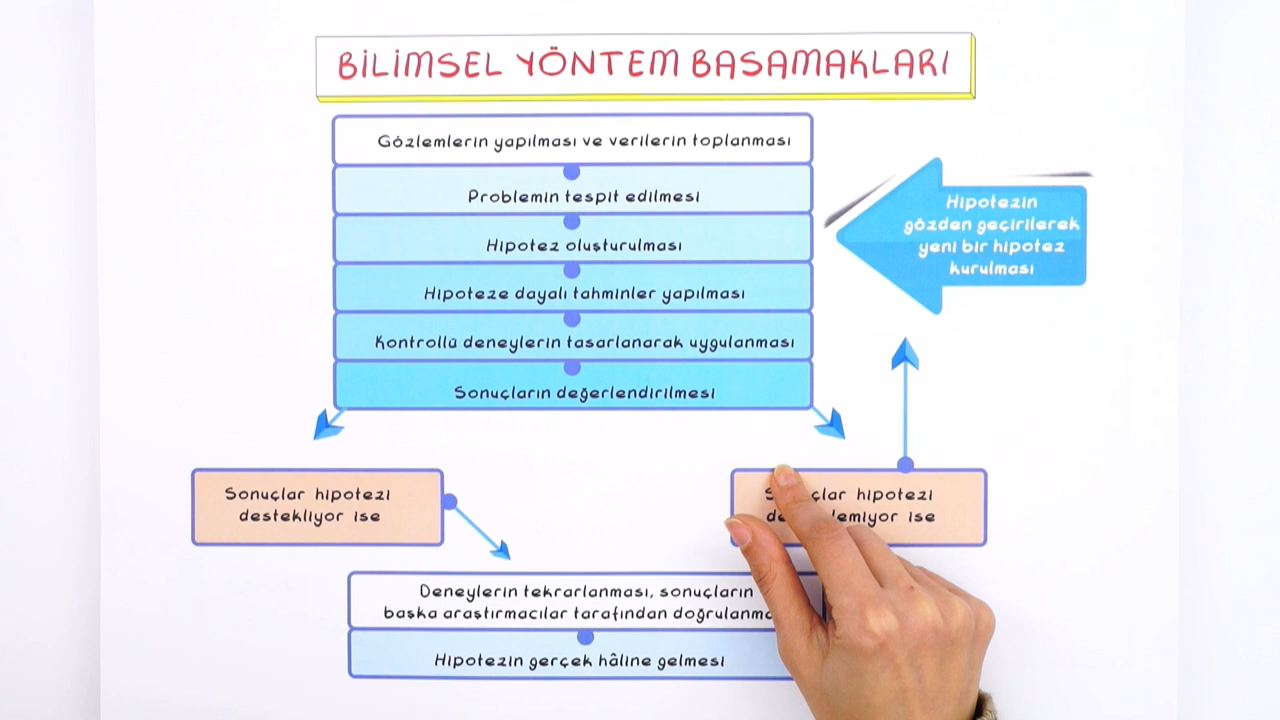 BİLİMSEL YÖNTEM BASAMAKLARI
Gözlemlerin yapılması ve verilerin toplanması
Problemin tespit edilmesi
Hipotez oluşturulması
Hipoteze dayalı tahminler yapılması
Kontrollü deneylerin tasarlanarak uygulanması
Sonuçların değerlendirilmesi
Hipotezin
gözden geçirilerek
yeni bir hipotez
kurulması
Sonuçlar hipotezi
destekliyor ise
hipotezi
ise
Deneylerin tekrarlanması, sonuçların
başka araştırmacılar tarafından
Hipotezin gerçek hâline gelmesi